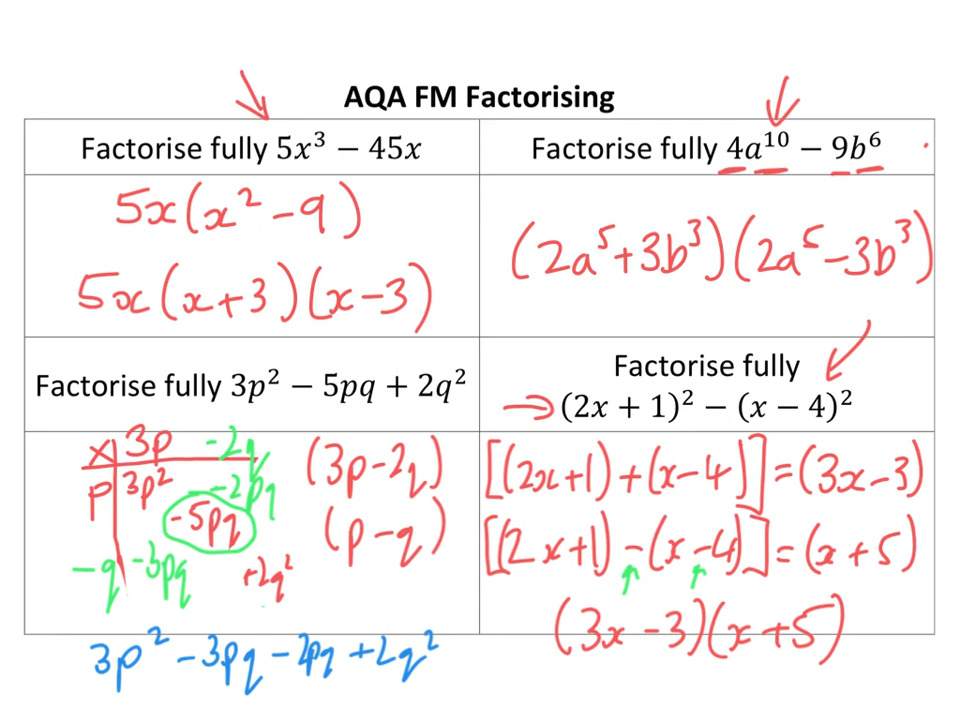 AQA FM Factorising
Factorise fully 5x³ − 45x
5x(x² − 9)
5x(x+3)(x−3)
Factorise fully 4a¹⁰ − 9b⁶
(2a⁵+3b³)(2a⁵−3b³)
Factorise fully 3p² − 5pq + 2q²
x 3p −2q
p 3p² −2pq
−5pq
−q −3pq +2q²
(3p−2q)
(p−q)
3p² −3pq −2pq +2q²
Factorise fully
⇒ (2x + 1)² − (x − 4)²
[(2x+1)+(x−4)]=(3x−3)
[(2x+1)−(x−4)]=(x+5)
(3x−3)(x+5)